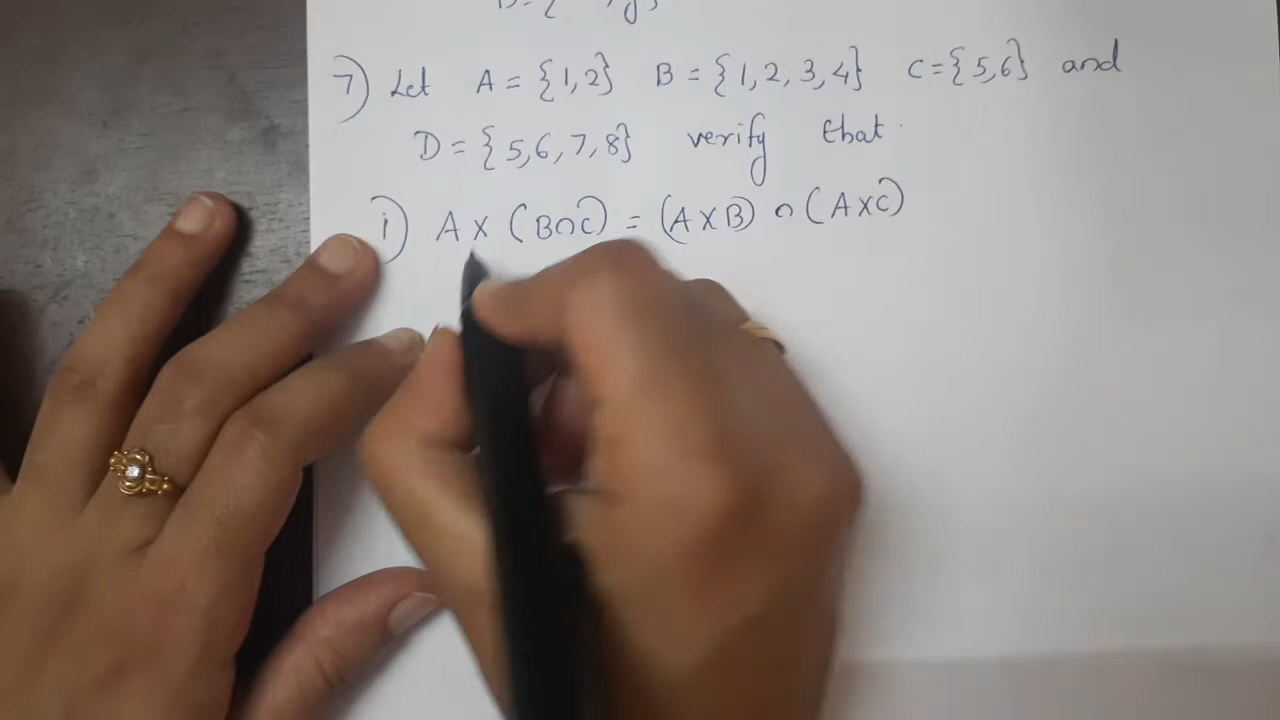 7) Let A = {1,2} B = {1,2,3,4} C={5,6} and
D = {5,6,7,8} verify that.
i) A × (B∩C) = (A×B) ∩ (A×C)